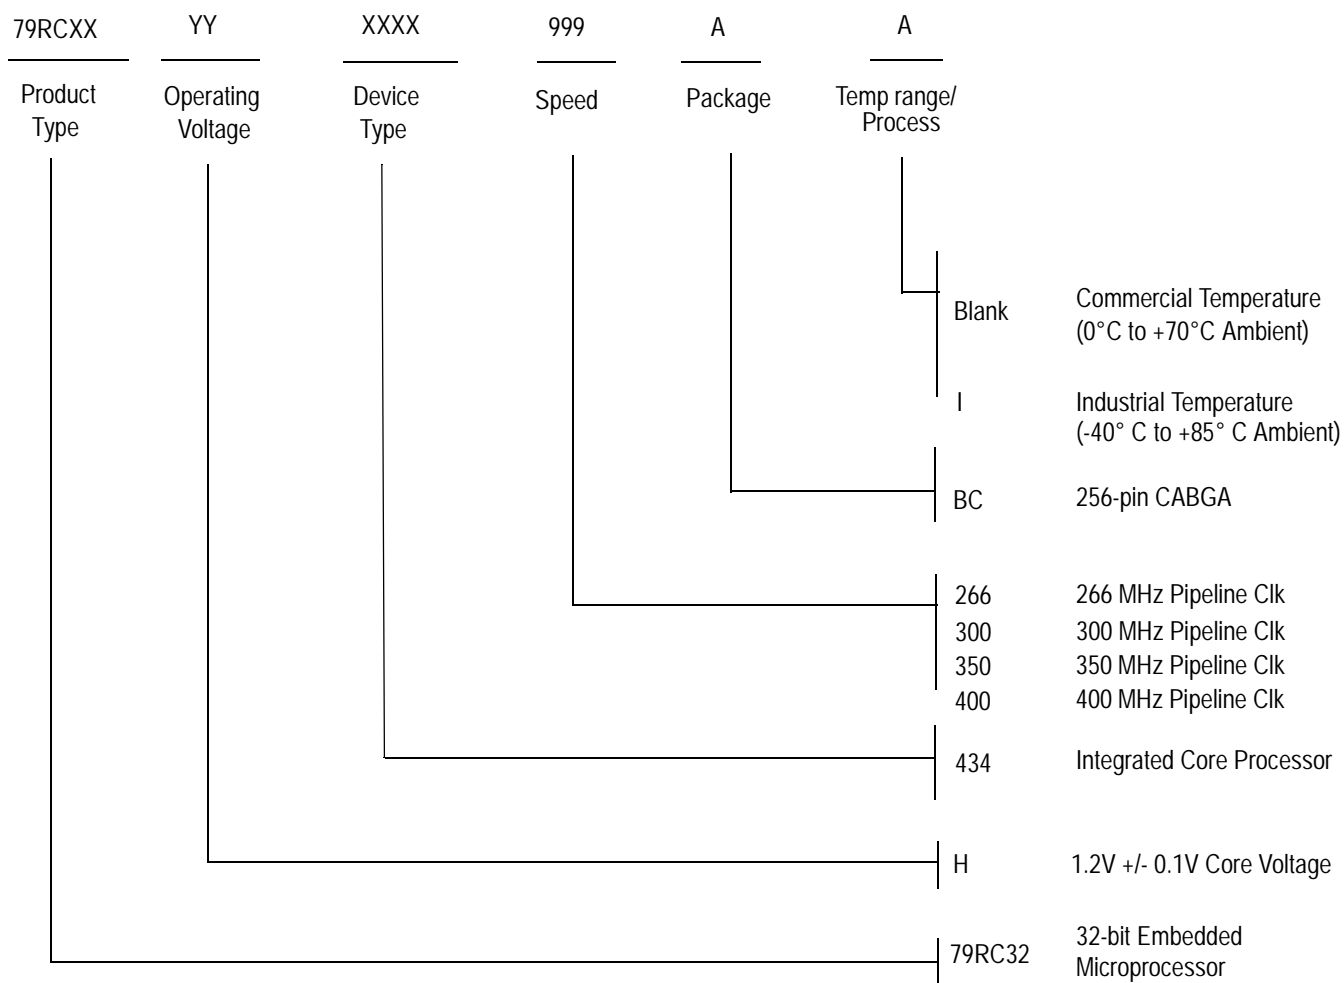 79RCXX YY XXXX 999 A A
Product Type
Operating Voltage
Device Type
Speed
Package
Temp range/
Process
Blank Commercial Temperature
(0°C to +70°C Ambient)
I Industrial Temperature
(-40° C to +85° C Ambient)
BC 256-pin CABGA
266 266 MHz Pipeline Clk
300 300 MHz Pipeline Clk
350 350 MHz Pipeline Clk
400 400 MHz Pipeline Clk
434 Integrated Core Processor
H 1.2V +/- 0.1V Core Voltage
79RC32 32-bit Embedded
Microprocessor